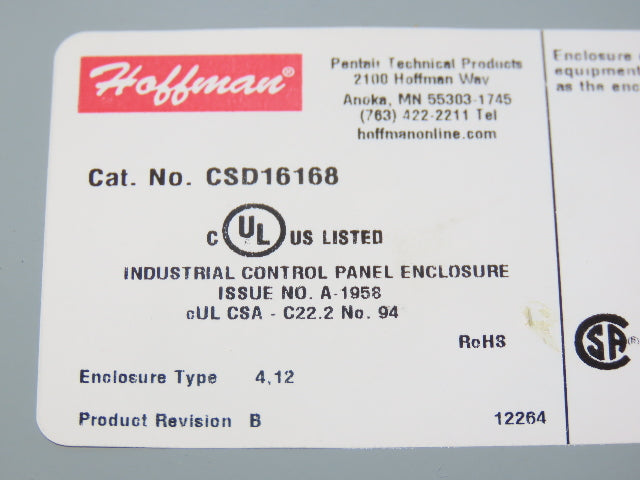 Hoffman®
Pentair Technical Products
2100 Hoffman Way
Anoka, MN 55303-1745
(763) 422-2211 Tel
hoffmanonline.com
Cat. No. CSD16168
C UL US LISTED
INDUSTRIAL CONTROL PANEL ENCLOSURE
ISSUE NO. A-1958
cUL CSA - C22.2 No. 94
RoHS
Enclosure Type 4,12
Product Revision B
12264
Enclosure
equipment
as the enc
SA (R)